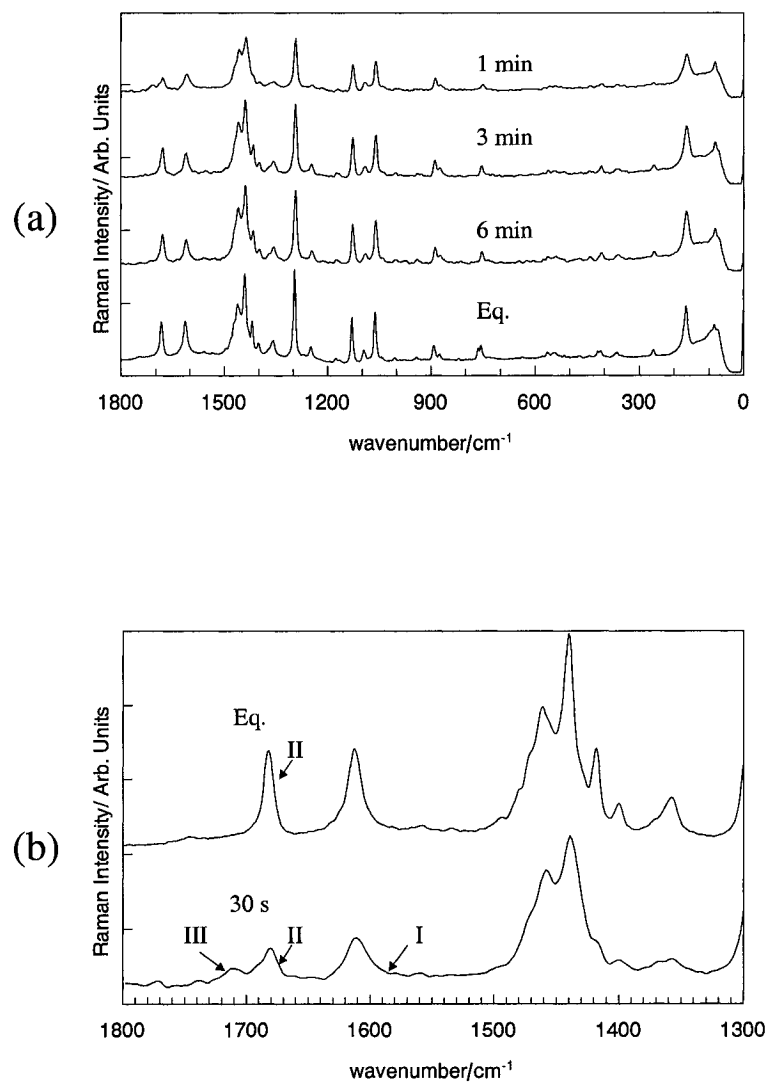 (a)
Raman Intensity/ Arb. Units
1 min
3 min
6 min
Eq.
1800 1500 1200 900 600 300 0
wavenumber/cm⁻¹
(b)
Raman Intensity/ Arb. Units
Eq.
II
30 s
III II I
1800 1700 1600 1500 1400 1300
wavenumber/cm⁻¹